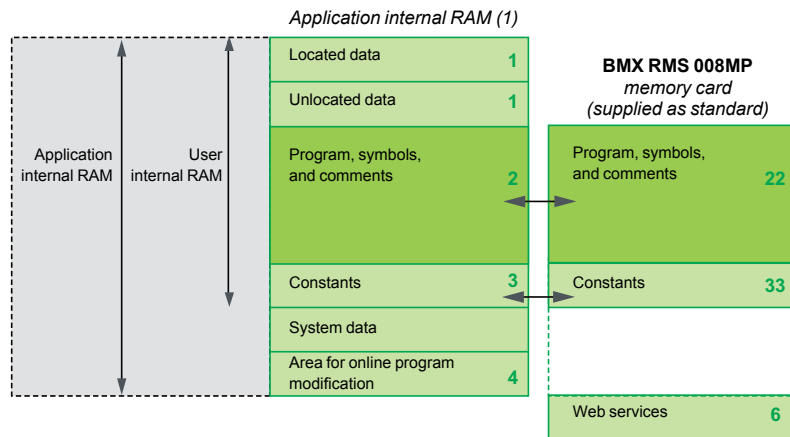 Application internal RAM (1)
Application
internal RAM
User
internal RAM
Located data
1
Unlocated data
1
Program, symbols,
and comments
2
Constants
3
System data
Area for online program
modification
4
BMX RMS 008MP
memory card
(supplied as standard)
Program, symbols,
and comments
22
Constants
33
Web services
6